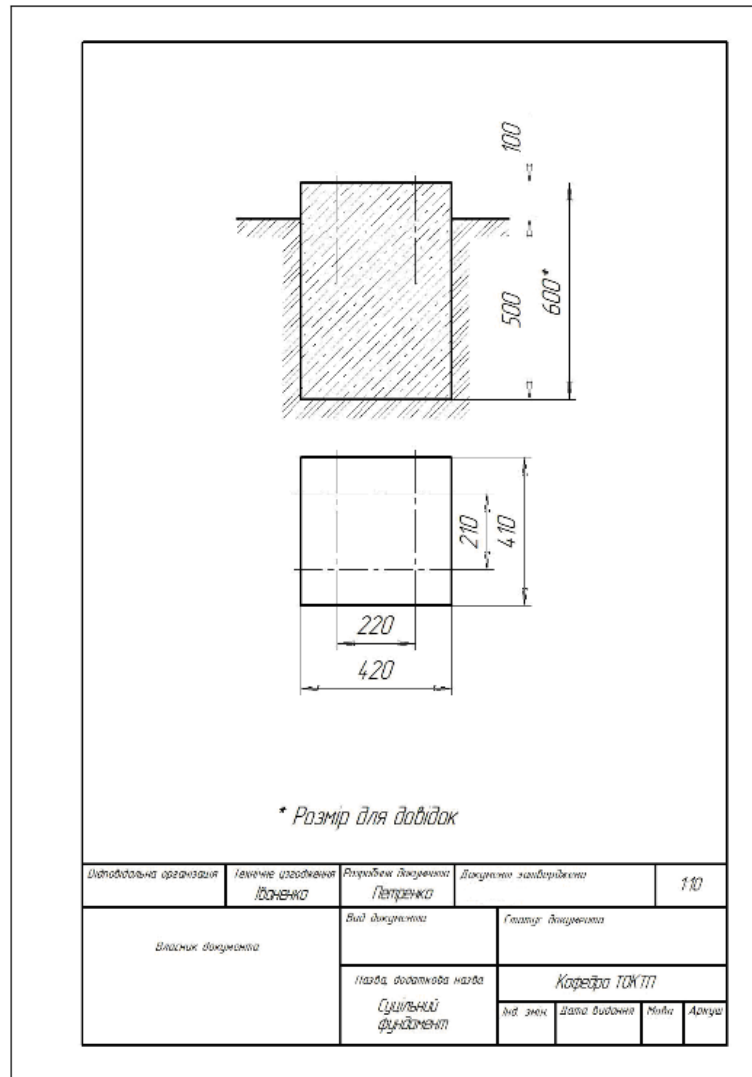 100
500
600*
210
410
220
420
* Розмір для довідок
Відповідальна організація
Технічне узгодження
Іваненко
Розробник документа
Петренко
Документ затверджено
1:10
Власник документа
Вид документа
Статус документа
Назва, додаткова назва
Суцільний
фундамент
Кафедра ТОКТП
Інд. змін.
Дата видання
Мова
Аркуш